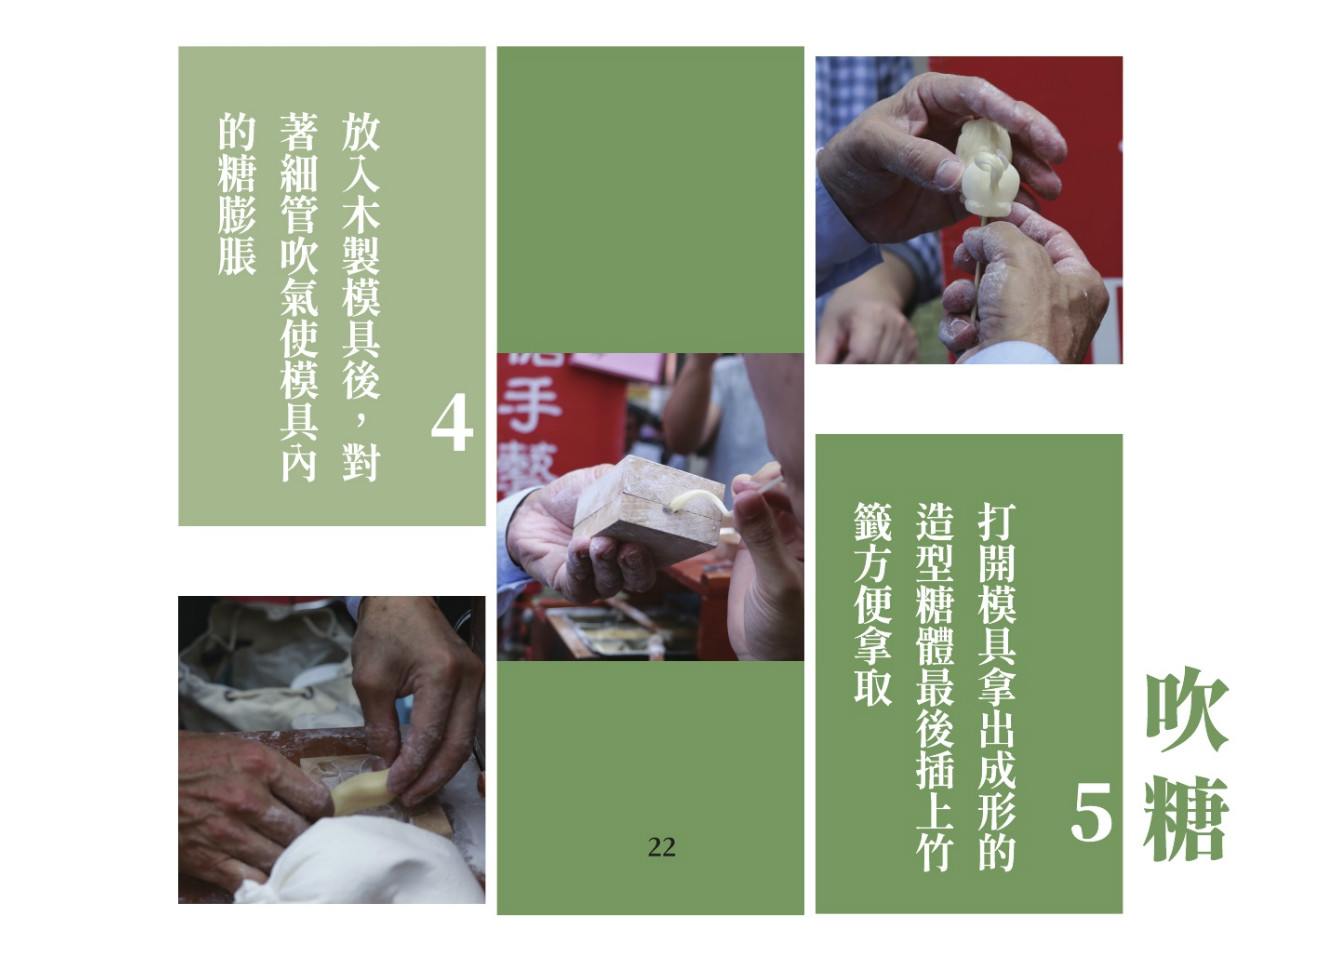 吹糖
4
放入木製模具後，對
著細管吹氣使模具內
的糖膨脹
手
藝
5
打開模具拿出成形的
造型糖體最後插上竹
籤方便拿取
22